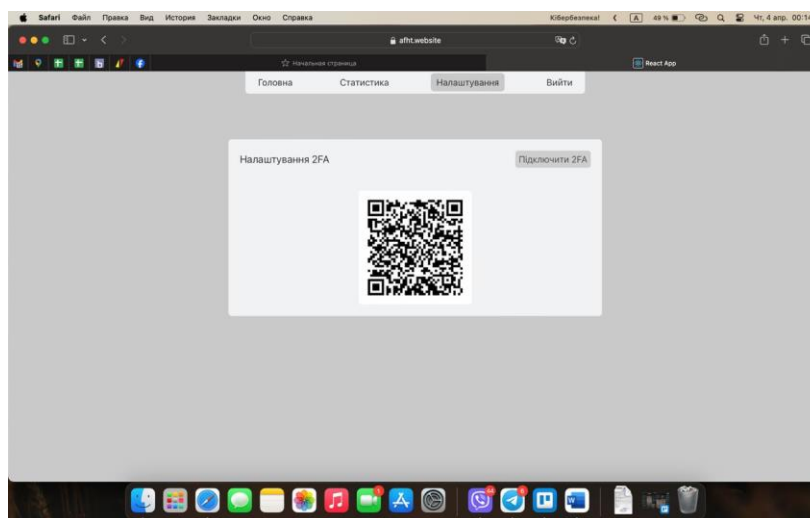 Safari Файл Правка Вид История Закладки Окно Справка Кібербезпека! A 49 % Чт, 4 апр. 00:14
afht.website
Начальная страница React App
Головна Статистика Налаштування Вийти
Налаштування 2FA Підключити 2FA